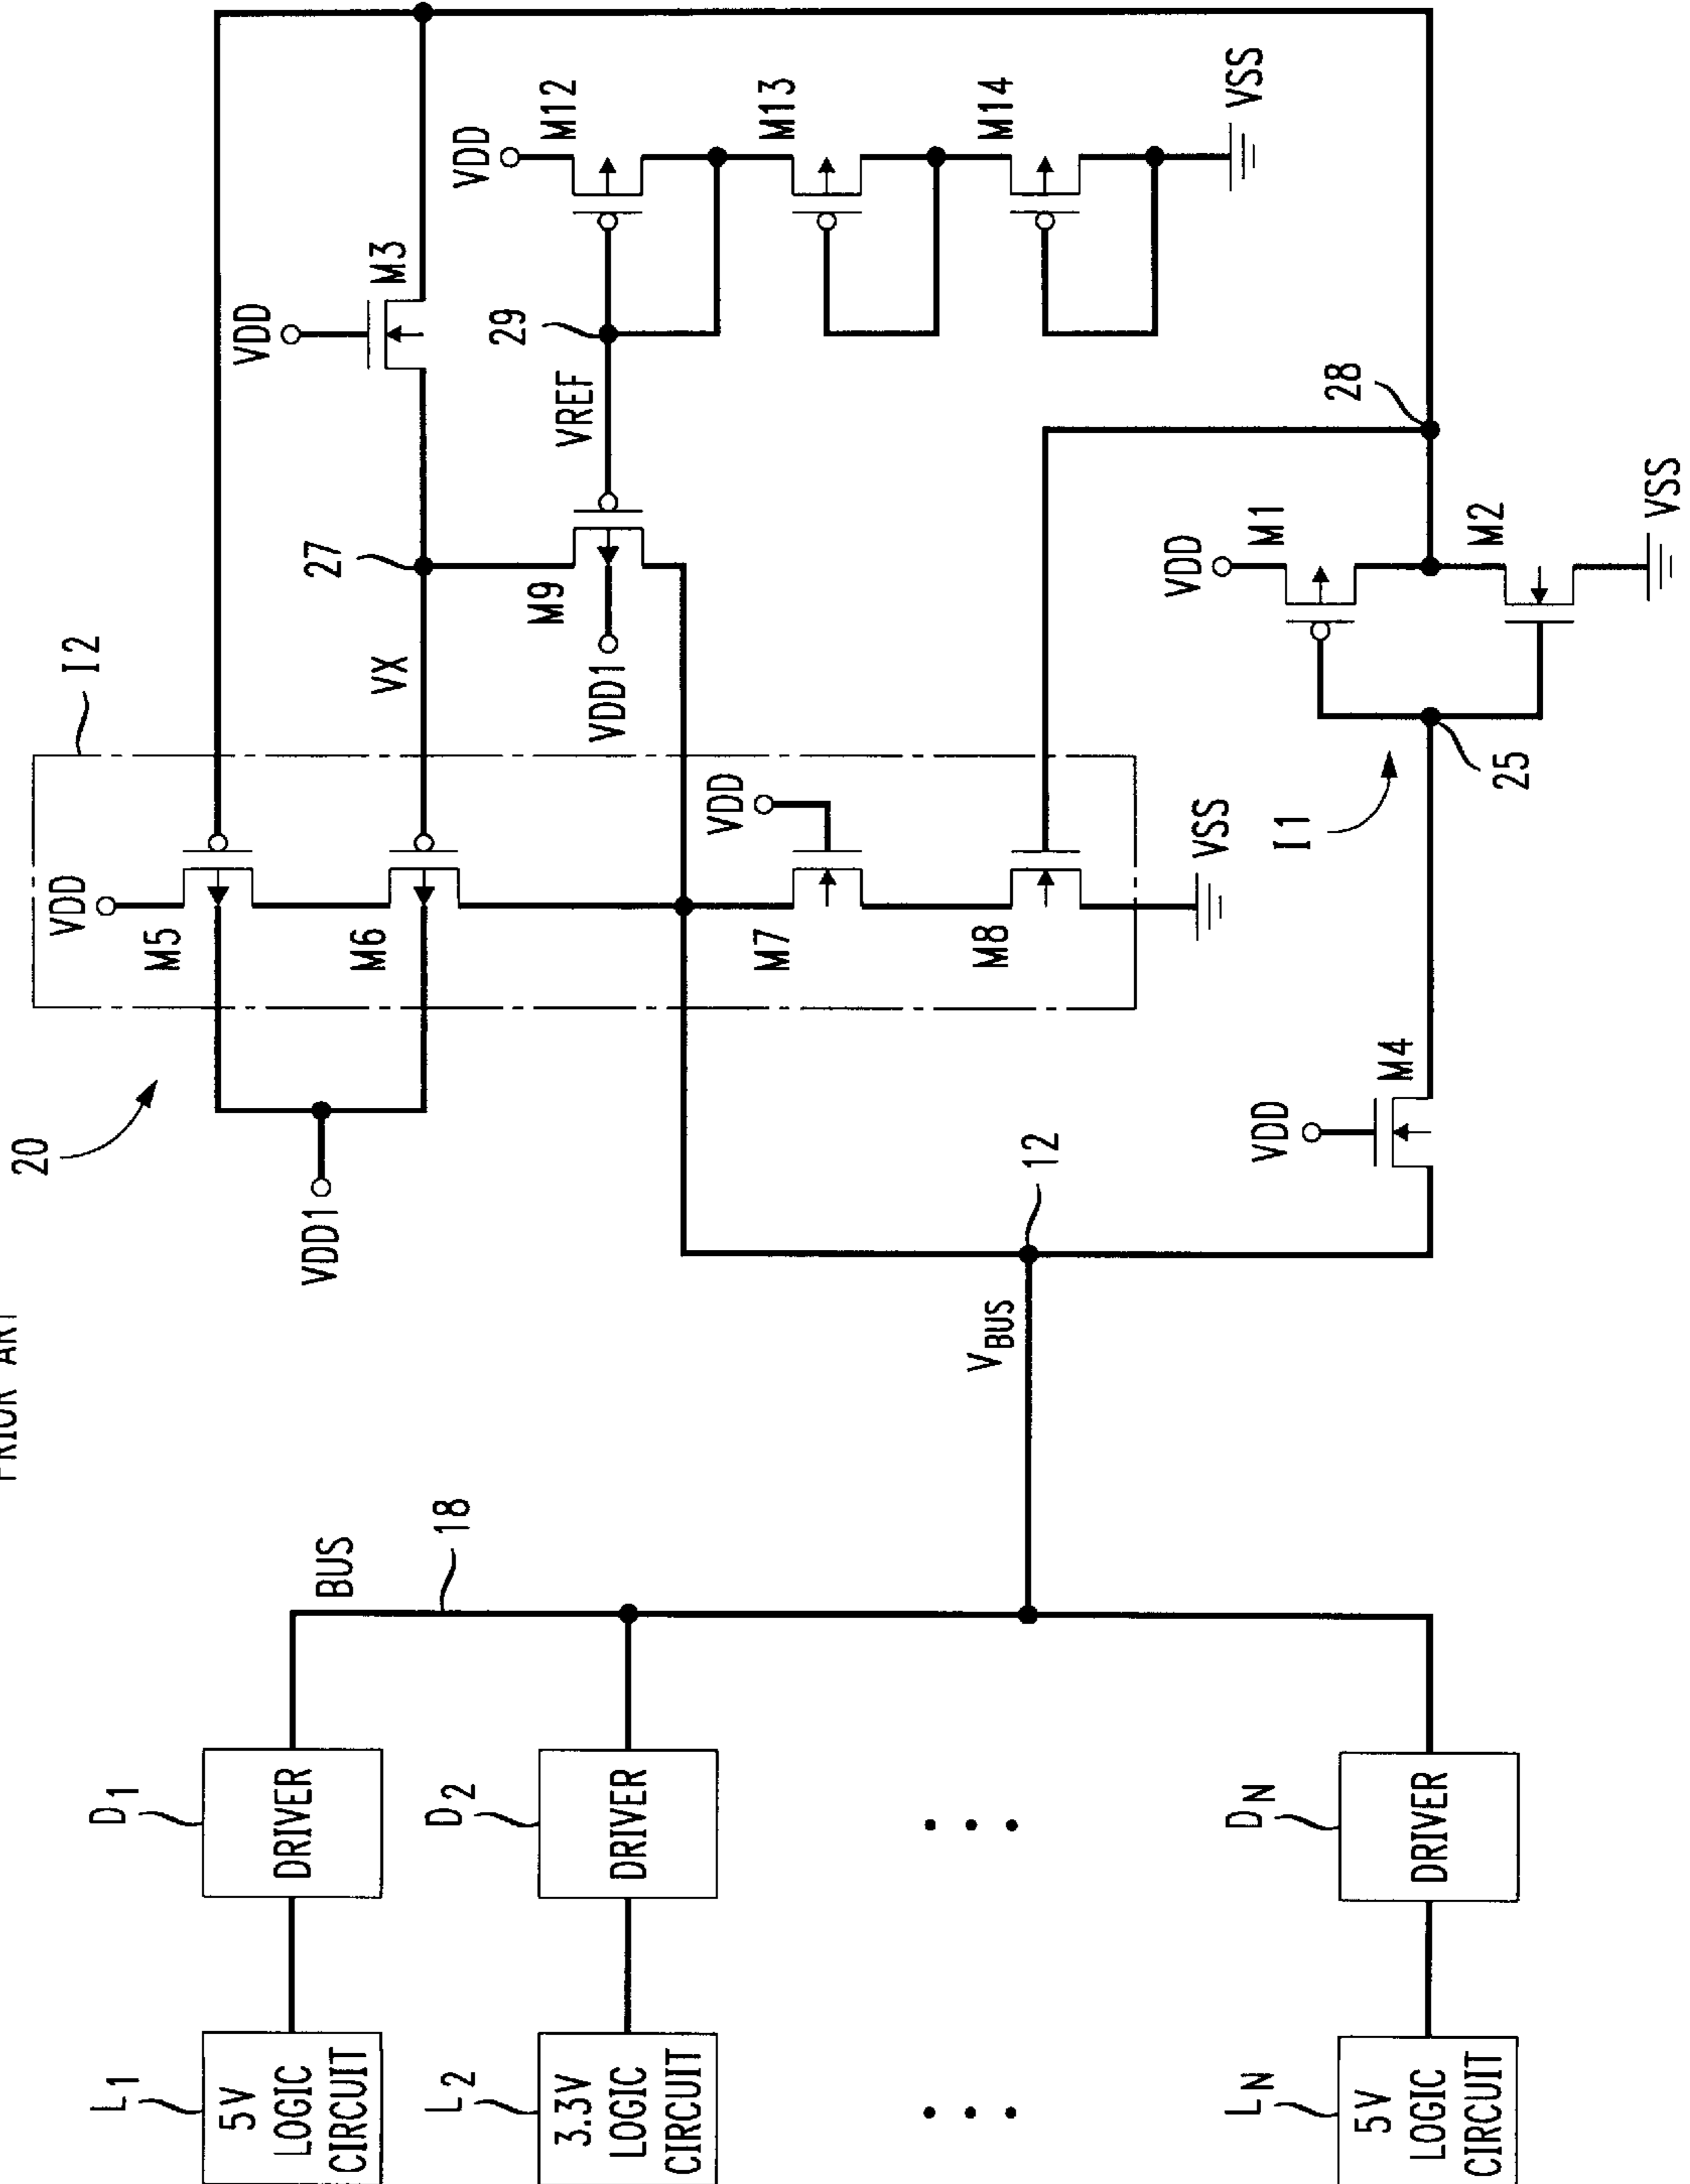 PRIOR ART
20
I2
VDD
M5
M6
VDD1
VX
27
VDD
M3
M9
VDD1
VREF
29
VDD
M12
M13
M14
VSS
VDD
M7
M8
VSS
28
VDD
M1
M2
VSS
I1
25
VDD
M4
12
VBUS
BUS
18
D1
DRIVER
D2
DRIVER
DN
DRIVER
L1
5V
LOGIC
CIRCUIT
L2
3.3V
LOGIC
CIRCUIT
LN
5V
LOGIC
CIRCUIT